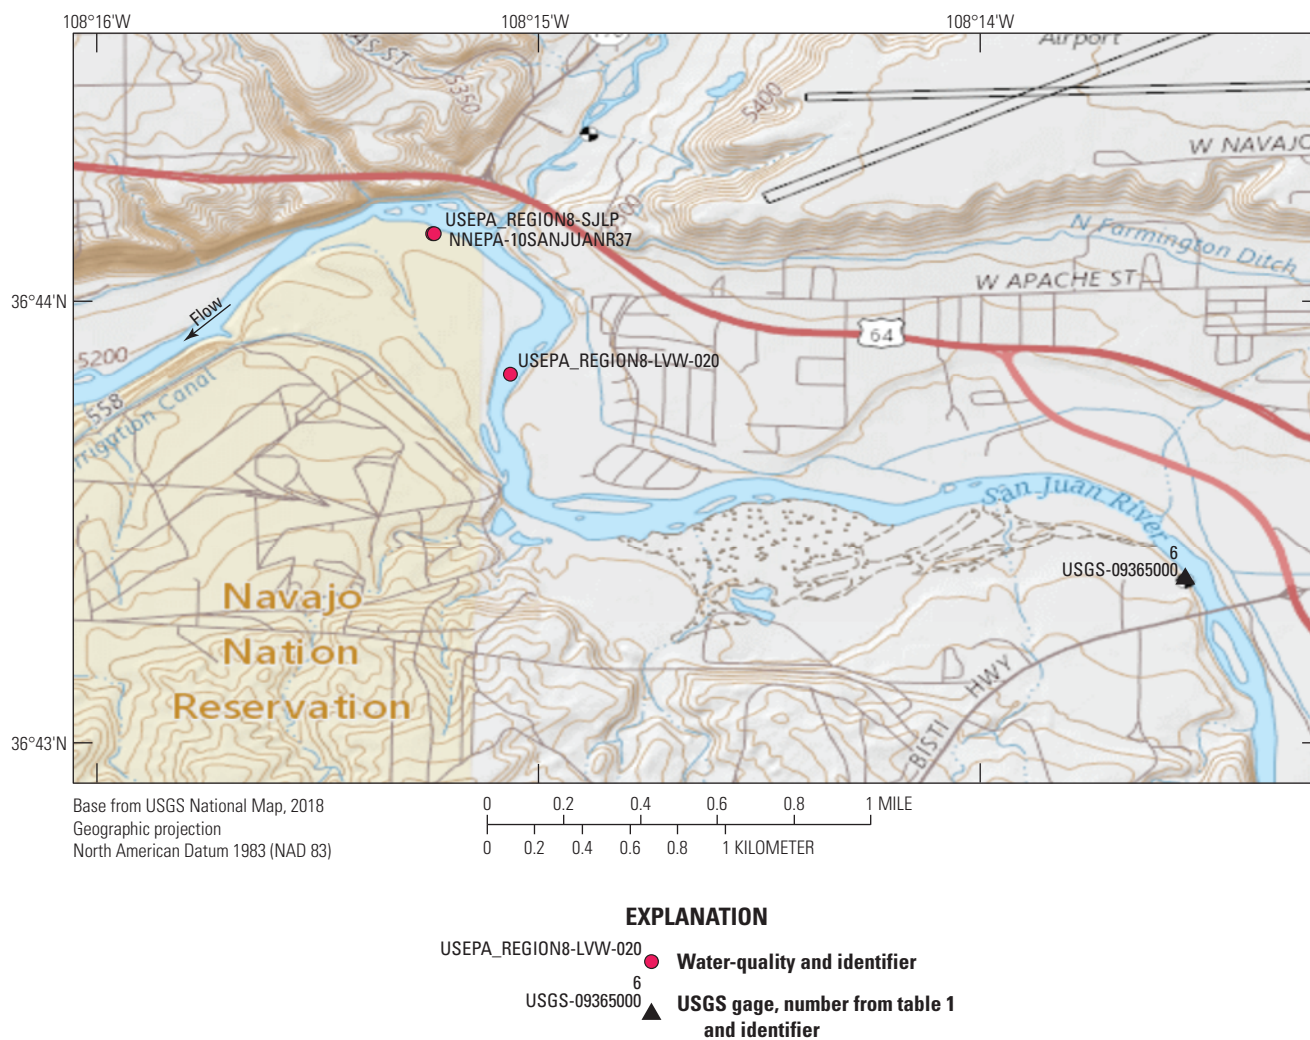 108°16'W 108°15'W 108°14'W
Airport
AS ST
5350
5400
W NAVAJO
USEPA_REGION8-SJLP
NNEPA-10SANJUANR37
N Farmington Ditch
W APACHE ST
36°44'N
Flow
64
5200
USEPA_REGION8-LVW-020
558
rrigation Canal
San Juan River
6
USGS-09365000
Navajo
Nation
Reservation
BISTI HWY
36°43'N
Base from USGS National Map, 2018
Geographic projection
North American Datum 1983 (NAD 83)
0 0.2 0.4 0.6 0.8 1 MILE
0 0.2 0.4 0.6 0.8 1 KILOMETER
EXPLANATION
USEPA_REGION8-LVW-020
Water-quality and identifier
6
USGS-09365000
USGS gage, number from table 1
and identifier